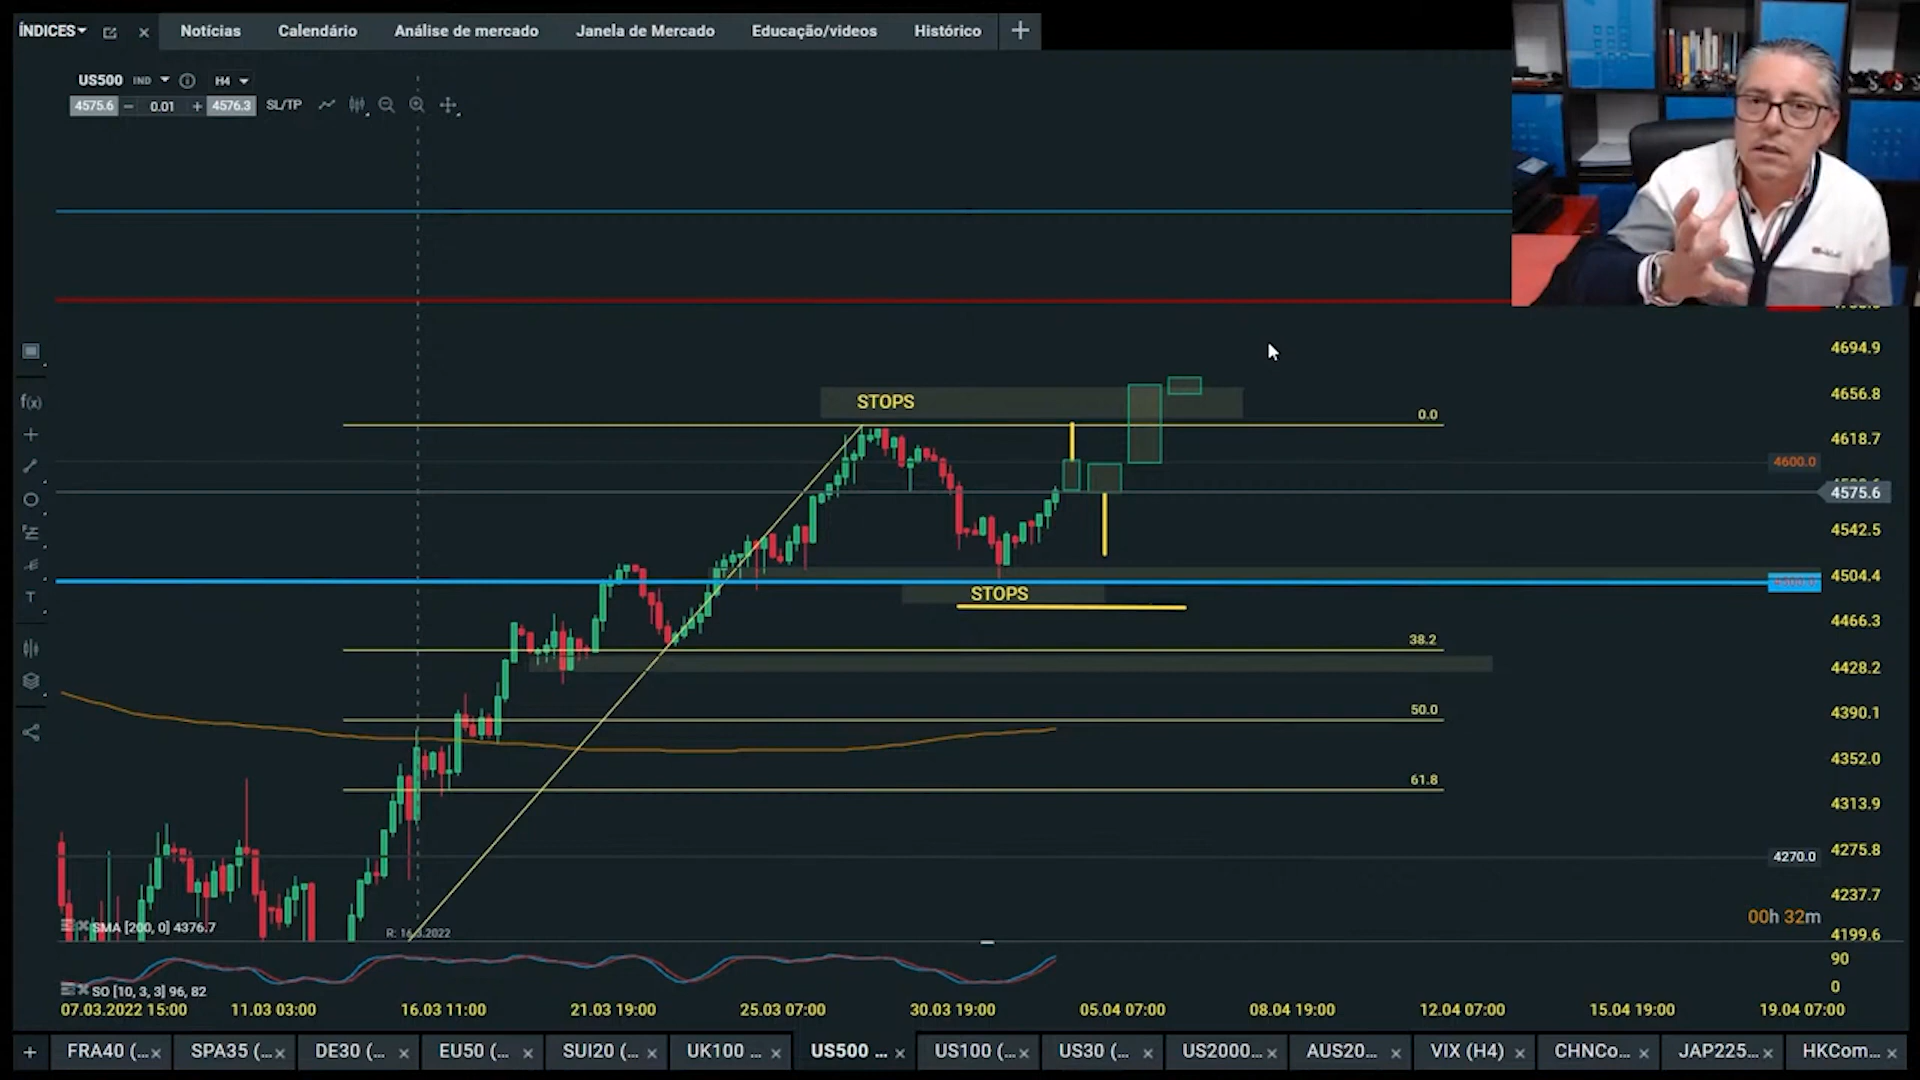 ÍNDICES
Notícias
Calendário
Análise de mercado
Janela de Mercado
Educação/videos
Histórico
US500 IND H4
4575.6 − 0.01 + 4576.3 SL/TP
4694.9
STOPS
4656.8
0.0
4618.7
4600.0
4575.6
4542.5
4504.4
STOPS
4466.3
38.2
4428.2
50.0
4390.1
4352.0
61.8
4313.9
4275.8
4270.0
4237.7
00h 32m
SMA [200, 0] 4376.7
4199.6
90
0
SO [10, 3, 3] 96, 82
07.03.2022 15:00 11.03 03:00 16.03 11:00 21.03 19:00 25.03 07:00 30.03 19:00 05.04 07:00 08.04 19:00 12.04 07:00 15.04 19:00 19.04 07:00
FRA40 (... SPA35 (... DE30 (... EU50 (... SUI20 (... UK100 ... US500 ... US100 (... US30 (... US2000... AUS20... VIX (H4) CHNCo... JAP225... HKCom...
f(x)
T